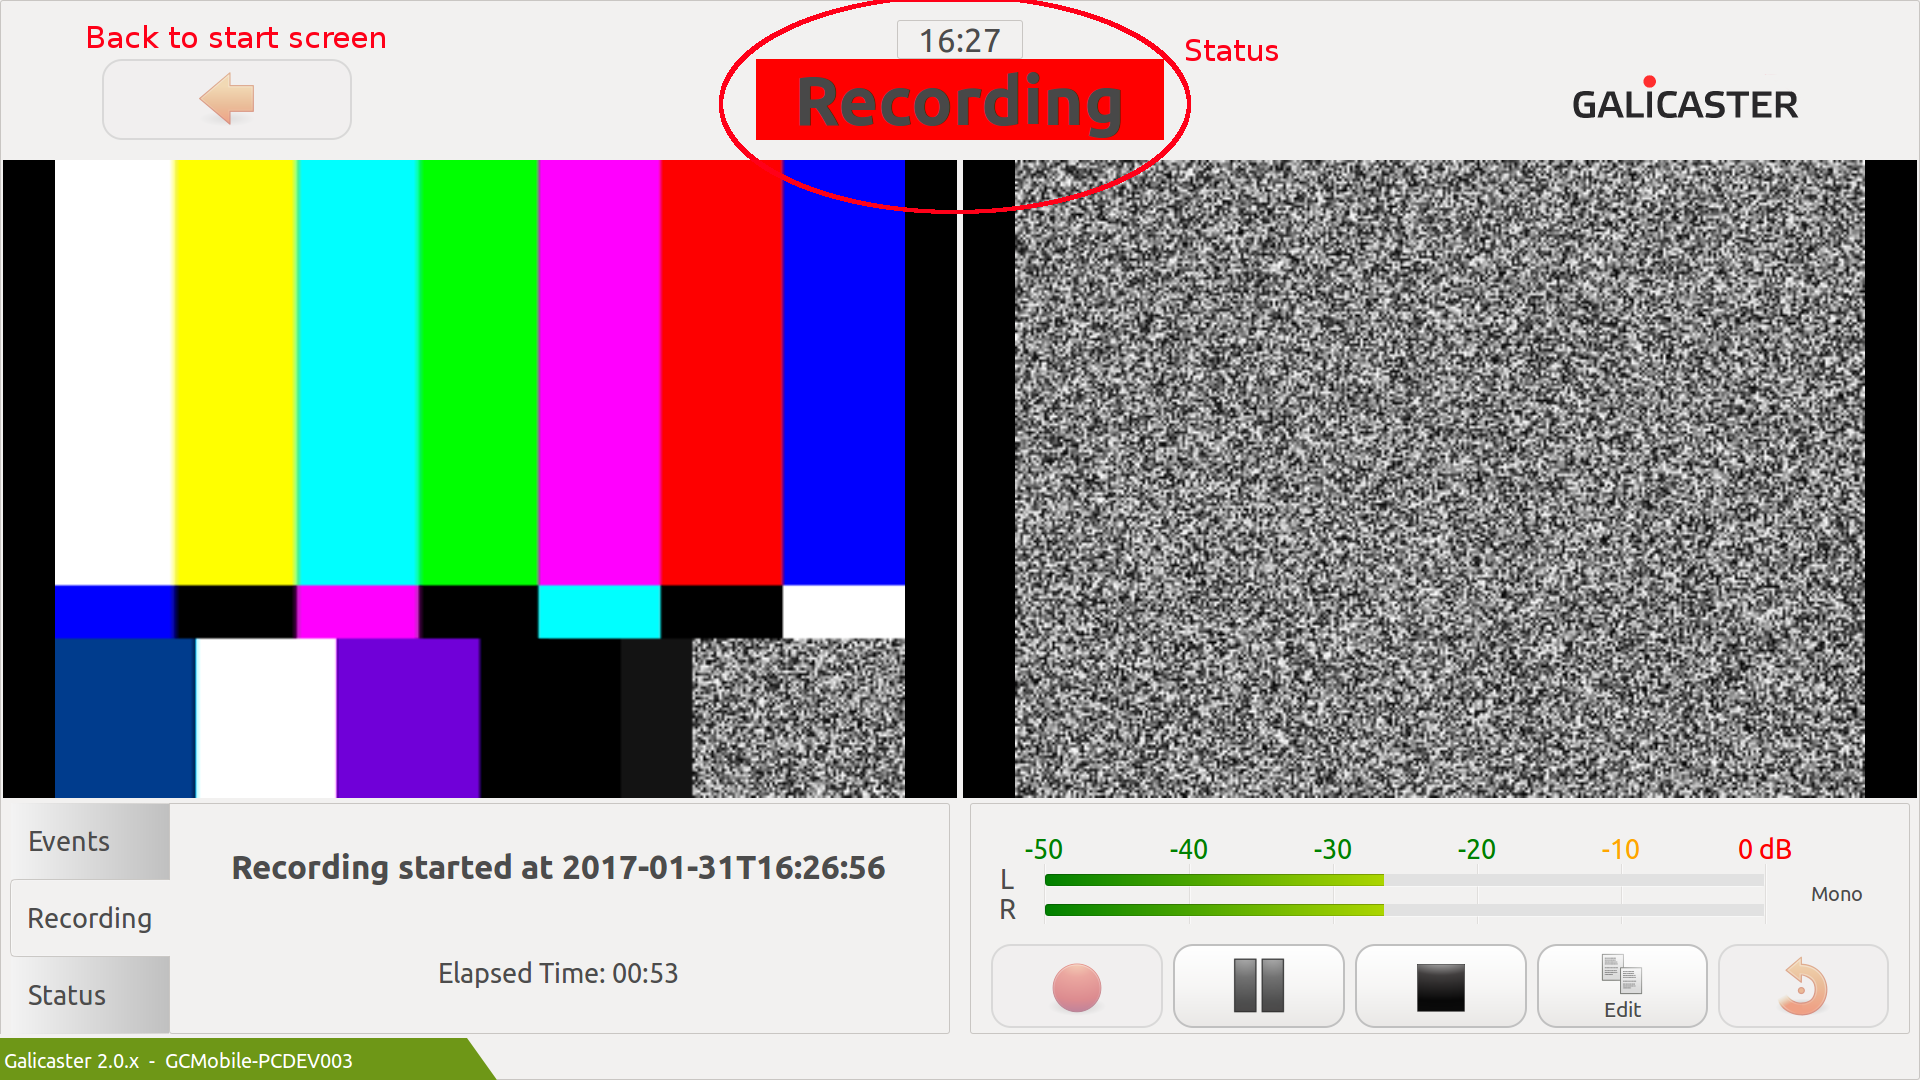 Back to start screen
16:27
Status
Recording
GALICASTER
Events
Recording
Status
Recording started at 2017-01-31T16:26:56
Elapsed Time: 00:53
-50 -40 -30 -20 -10 0 dB
L
R
Mono
Edit
Galicaster 2.0.x - GCMobile-PCDEV003